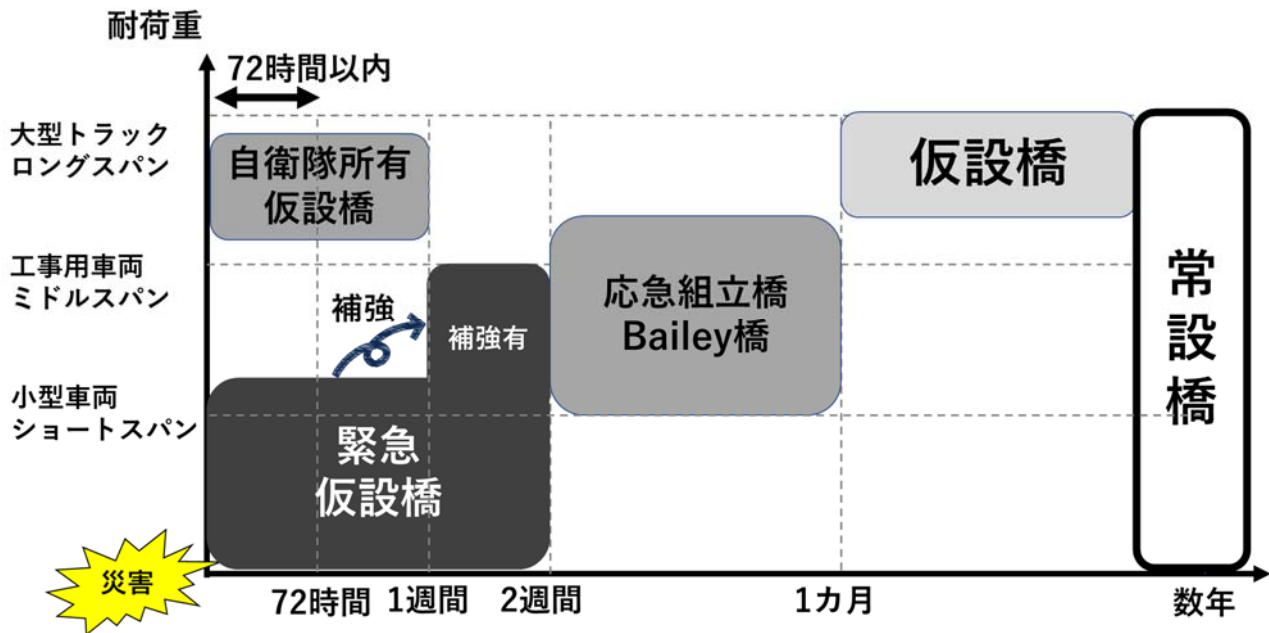 耐荷重
72時間以内
大型トラック
ロングスパン
自衛隊所有
仮設橋
仮設橋
工事用車両
ミドルスパン
補強
補強有
応急組立橋
Bailey橋
常設橋
小型車両
ショートスパン
緊急
仮設橋
災害
72時間
1週間
2週間
1カ月
数年